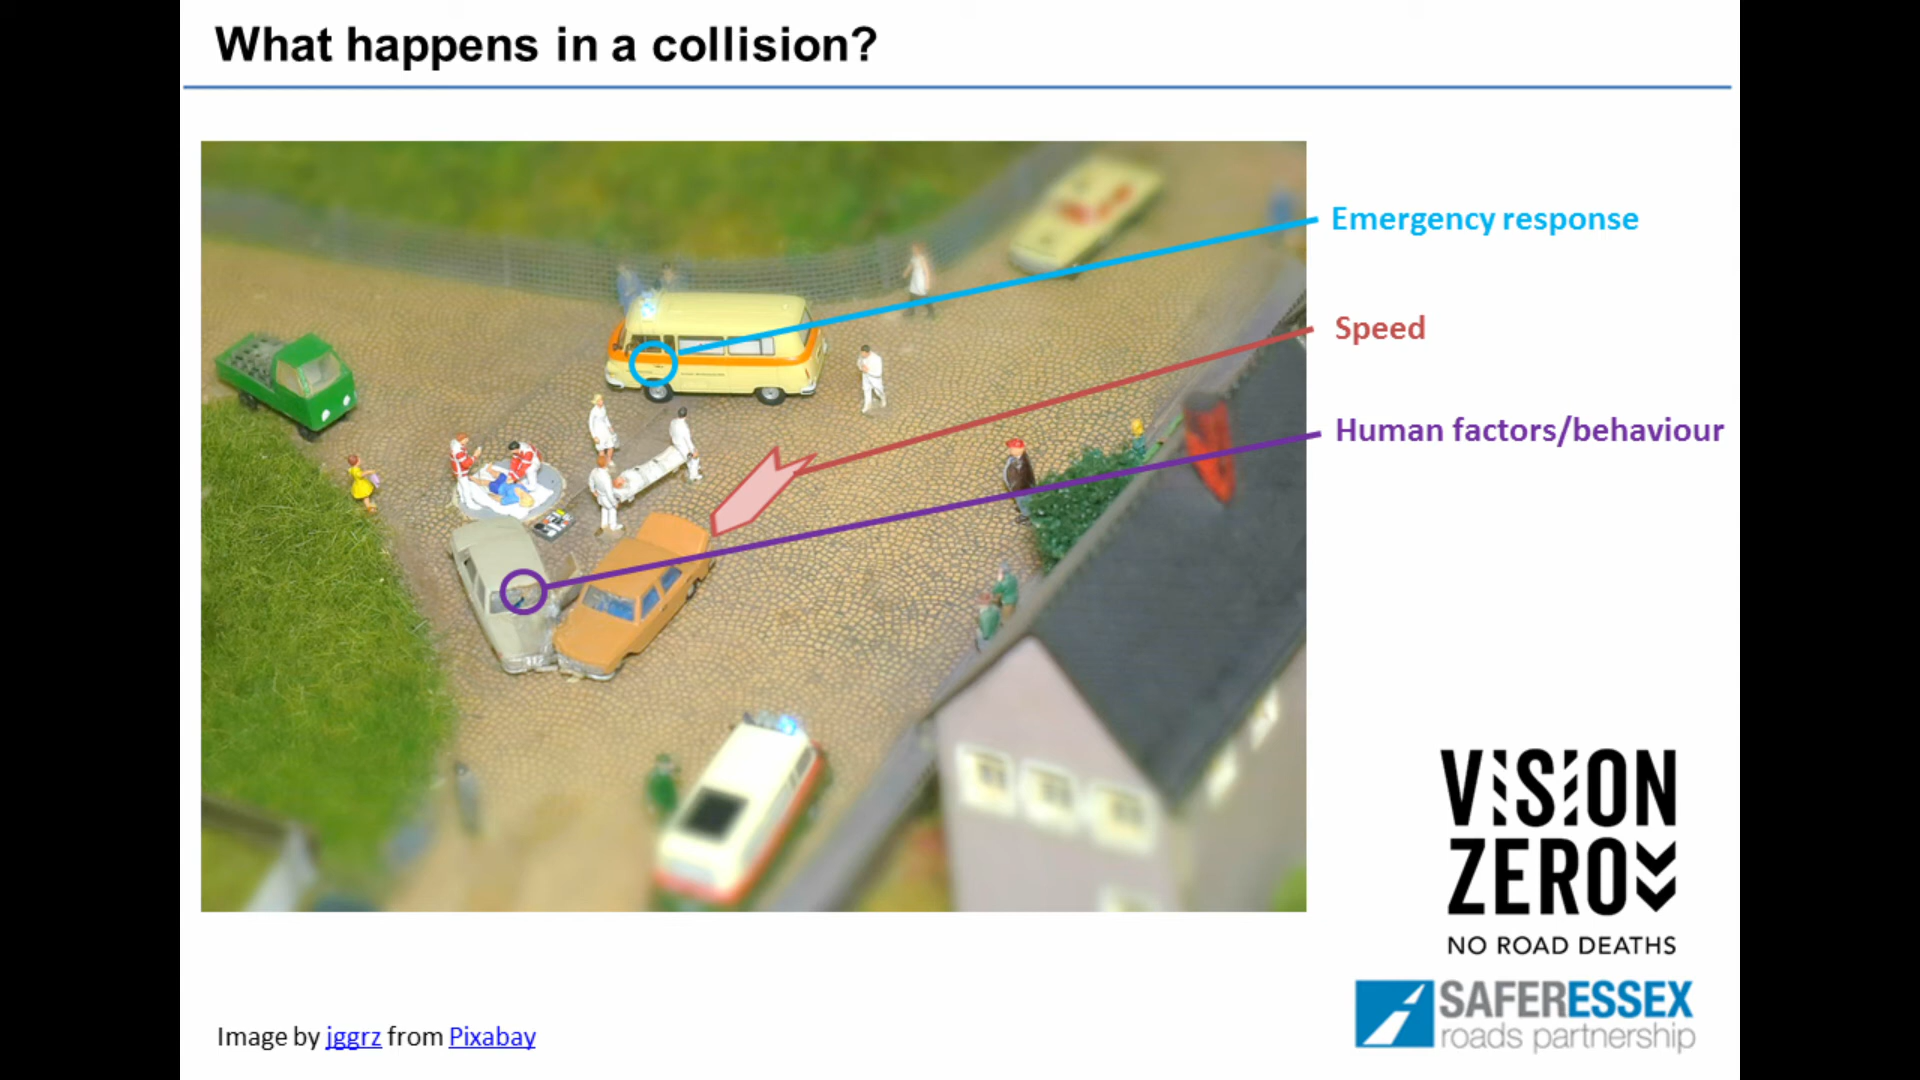 What happens in a collision?
Emergency response
Speed
Human factors/behaviour
VISION
ZERO
NO ROAD DEATHS
SAFERESSEX
roads partnership
Image by jggrz from Pixabay